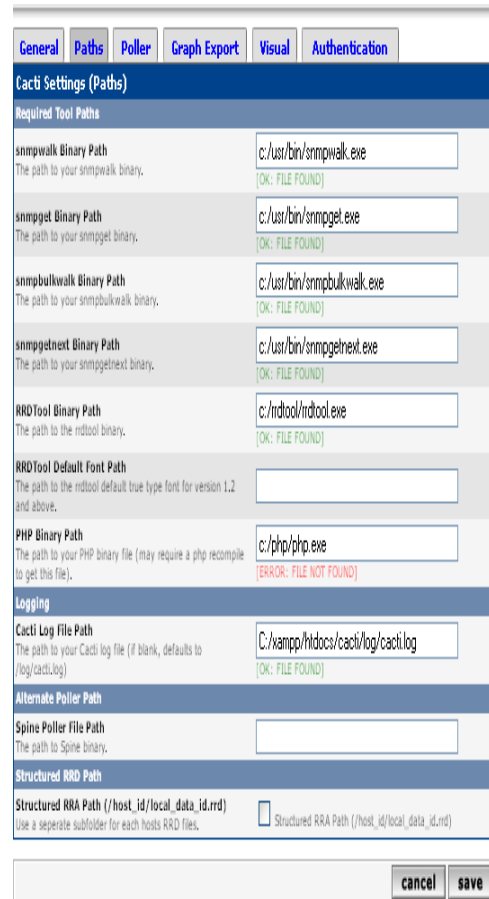 General Paths Poller Graph Export Visual Authentication
Cacti Settings (Paths)
Required Tool Paths
snmpwalk Binary Path
The path to your snmpwalk binary.
c:/usr/bin/snmpwalk.exe
[OK: FILE FOUND]
snmpget Binary Path
The path to your snmpget binary.
c:/usr/bin/snmpget.exe
[OK: FILE FOUND]
snmpbulkwalk Binary Path
The path to your snmpbulkwalk binary.
c:/usr/bin/snmpbulkwalk.exe
[OK: FILE FOUND]
snmpgetnext Binary Path
The path to your snmpgetnext binary.
c:/usr/bin/snmpgetnext.exe
[OK: FILE FOUND]
RRDTool Binary Path
The path to the rrdtool binary.
c:/rrdtool/rrdtool.exe
[OK: FILE FOUND]
RRDTool Default Font Path
The path to the rrdtool default true type font for version 1.2
and above.
PHP Binary Path
The path to your PHP binary file (may require a php recompile
to get this file).
c:/php/php.exe
[ERROR: FILE NOT FOUND]
Logging
Cacti Log File Path
The path to your Cacti log file (if blank, defaults to
/log/cacti.log)
C:/xampp/htdocs/cacti/log/cacti.log
[OK: FILE FOUND]
Alternate Poller Path
Spine Poller File Path
The path to Spine binary.
Structured RRD Path
Structured RRA Path (/host_id/local_data_id.rrd)
Use a seperate subfolder for each hosts RRD files.
Structured RRA Path (/host_id/local_data_id.rrd)
cancel save